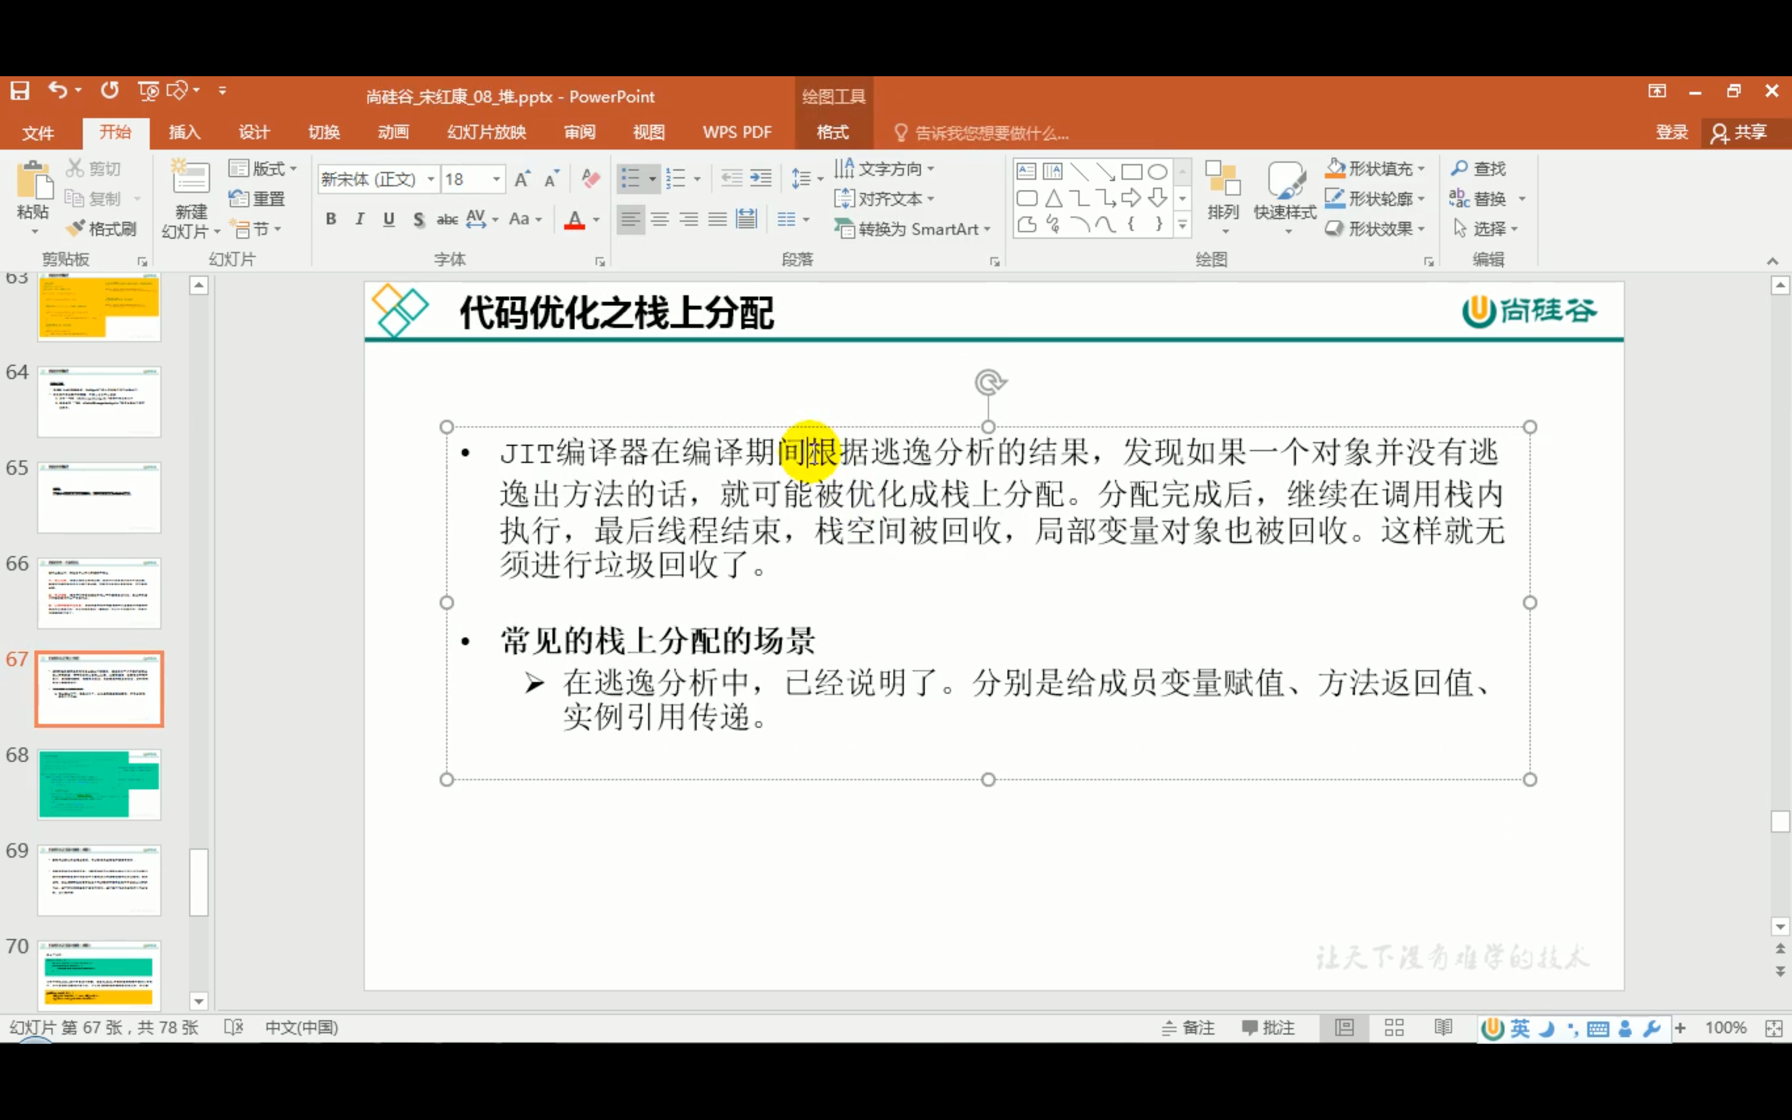 尚硅谷_宋红康_08_堆.pptx - PowerPoint
绘图工具
文件 开始 插入 设计 切换 动画 幻灯片放映 审阅 视图 WPS PDF 格式 告诉我您想要做什么... 登录 共享
粘贴
剪切
复制
格式刷
剪贴板
新建
幻灯片
版式
重置
节
幻灯片
新宋体 (正文) 18
B I U S abc AV Aa A
字体
文字方向
对齐文本
转换为 SmartArt
段落
排列
快速样式
形状填充
形状轮廓
形状效果
绘图
查找
替换
选择
编辑
63
64
65
66
67
68
69
70
代码优化之栈上分配
尚硅谷
• JIT编译器在编译期间根据逃逸分析的结果，发现如果一个对象并没有逃
逸出方法的话，就可能被优化成栈上分配。分配完成后，继续在调用栈内
执行，最后线程结束，栈空间被回收，局部变量对象也被回收。这样就无
须进行垃圾回收了。
• 常见的栈上分配的场景
➢ 在逃逸分析中，已经说明了。分别是给成员变量赋值、方法返回值、
实例引用传递。
让天下没有难学的技术
幻灯片 第 67 张，共 78 张 中文(中国) 备注 批注 英 100%